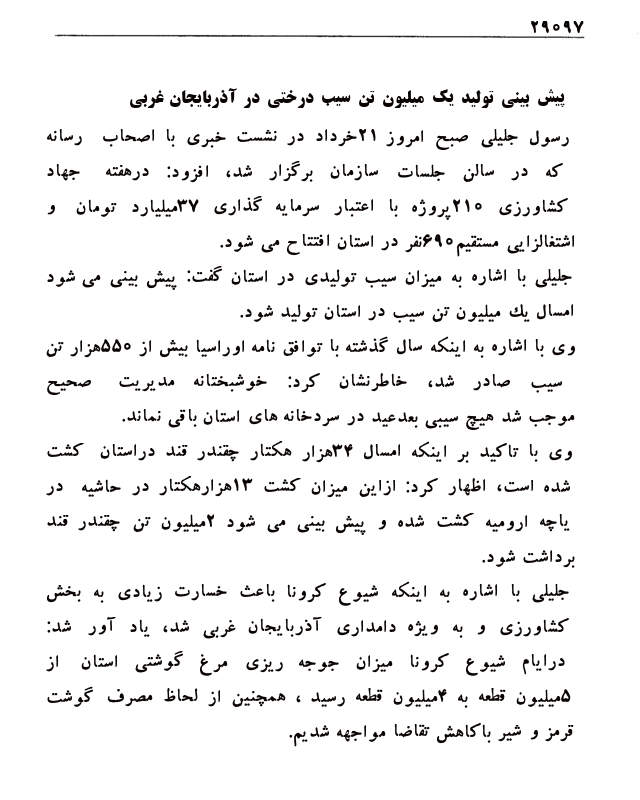 ۲۹۰۹۷
پیش بینی تولید یک میلیون تن سیب درختی در آذربایجان غربی
رسول جلیلی صبح امروز ۲۱خرداد در نشست خبری با اصحاب رسانه
که در سالن جلسات سازمان برگزار شد، افزود: درهفته جهاد
کشاورزی ۲۱۰پروژه با اعتبار سرمایه گذاری ۳۷میلیارد تومان و
اشتغالزایی مستقیم۶۹۰نفر در استان افتتاح می شود.
جلیلی با اشاره به میزان سیب تولیدی در استان گفت: پیش بینی می شود
امسال یك میلیون تن سیب در استان تولید شود.
وی با اشاره به اینکه سال گذشته با توافق نامه اوراسیا بیش از ۵۵۰هزار تن
سیب صادر شد، خاطرنشان کرد: خوشبختانه مدیریت صحیح
موجب شد هیچ سیبی بعدعید در سردخانه های استان باقی نماند.
وی با تاکید بر اینکه امسال ۳۴هزار هکتار چقندر قند دراستان کشت
شده است، اظهار کرد: ازاین میزان کشت ۱۳هزارهکتار در حاشیه در
یاچه ارومیه کشت شده و پیش بینی می شود ۲میلیون تن چقندر قند
برداشت شود.
جلیلی با اشاره به اینکه شیوع کرونا باعث خسارت زیادی به بخش
کشاورزی و به ویژه دامداری آذربایجان غربی شد، یاد آور شد:
درایام شیوع کرونا میزان جوجه ریزی مرغ گوشتی استان از
۵میلیون قطعه به ۴میلیون قطعه رسید ، همچنین از لحاظ مصرف گوشت
قرمز و شیر باکاهش تقاضا مواجهه شدیم.